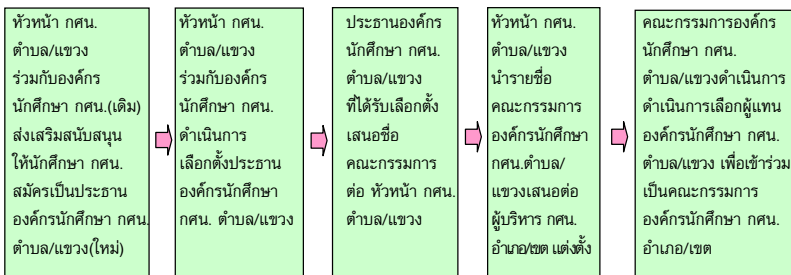 หัวหน้า กศน.
ตำบล/แขวง
ร่วมกับองค์กร
นักศึกษา กศน.(เดิม)
ส่งเสริมสนับสนุน
ให้นักศึกษา กศน.
สมัครเป็นประธาน
องค์กรนักศึกษา กศน.
ตำบล/แขวง(ใหม่)
หัวหน้า กศน.
ตำบล/แขวง
ร่วมกับองค์กร
นักศึกษา กศน.
ดำเนินการ
เลือกตั้งประธาน
องค์กรนักศึกษา
กศน. ตำบล/แขวง
ประธานองค์กร
นักศึกษา กศน.
ตำบล/แขวง
ที่ได้รับเลือกตั้ง
เสนอชื่อ
คณะกรรมการ
ต่อ หัวหน้า กศน.
ตำบล/แขวง
หัวหน้า กศน.
ตำบล/แขวง
นำรายชื่อ
คณะกรรมการ
องค์กรนักศึกษา
กศน.ตำบล/
แขวงเสนอต่อ
ผู้บริหาร กศน.
อำเภอ/เขต แต่งตั้ง
คณะกรรมการองค์กร
นักศึกษา กศน.
ตำบล/แขวงดำเนินการ
ดำเนินการเลือกผู้แทน
องค์กรนักศึกษา กศน.
ตำบล/แขวง เพื่อเข้าร่วม
เป็นคณะกรรมการ
องค์กรนักศึกษา กศน.
อำเภอ/เขต